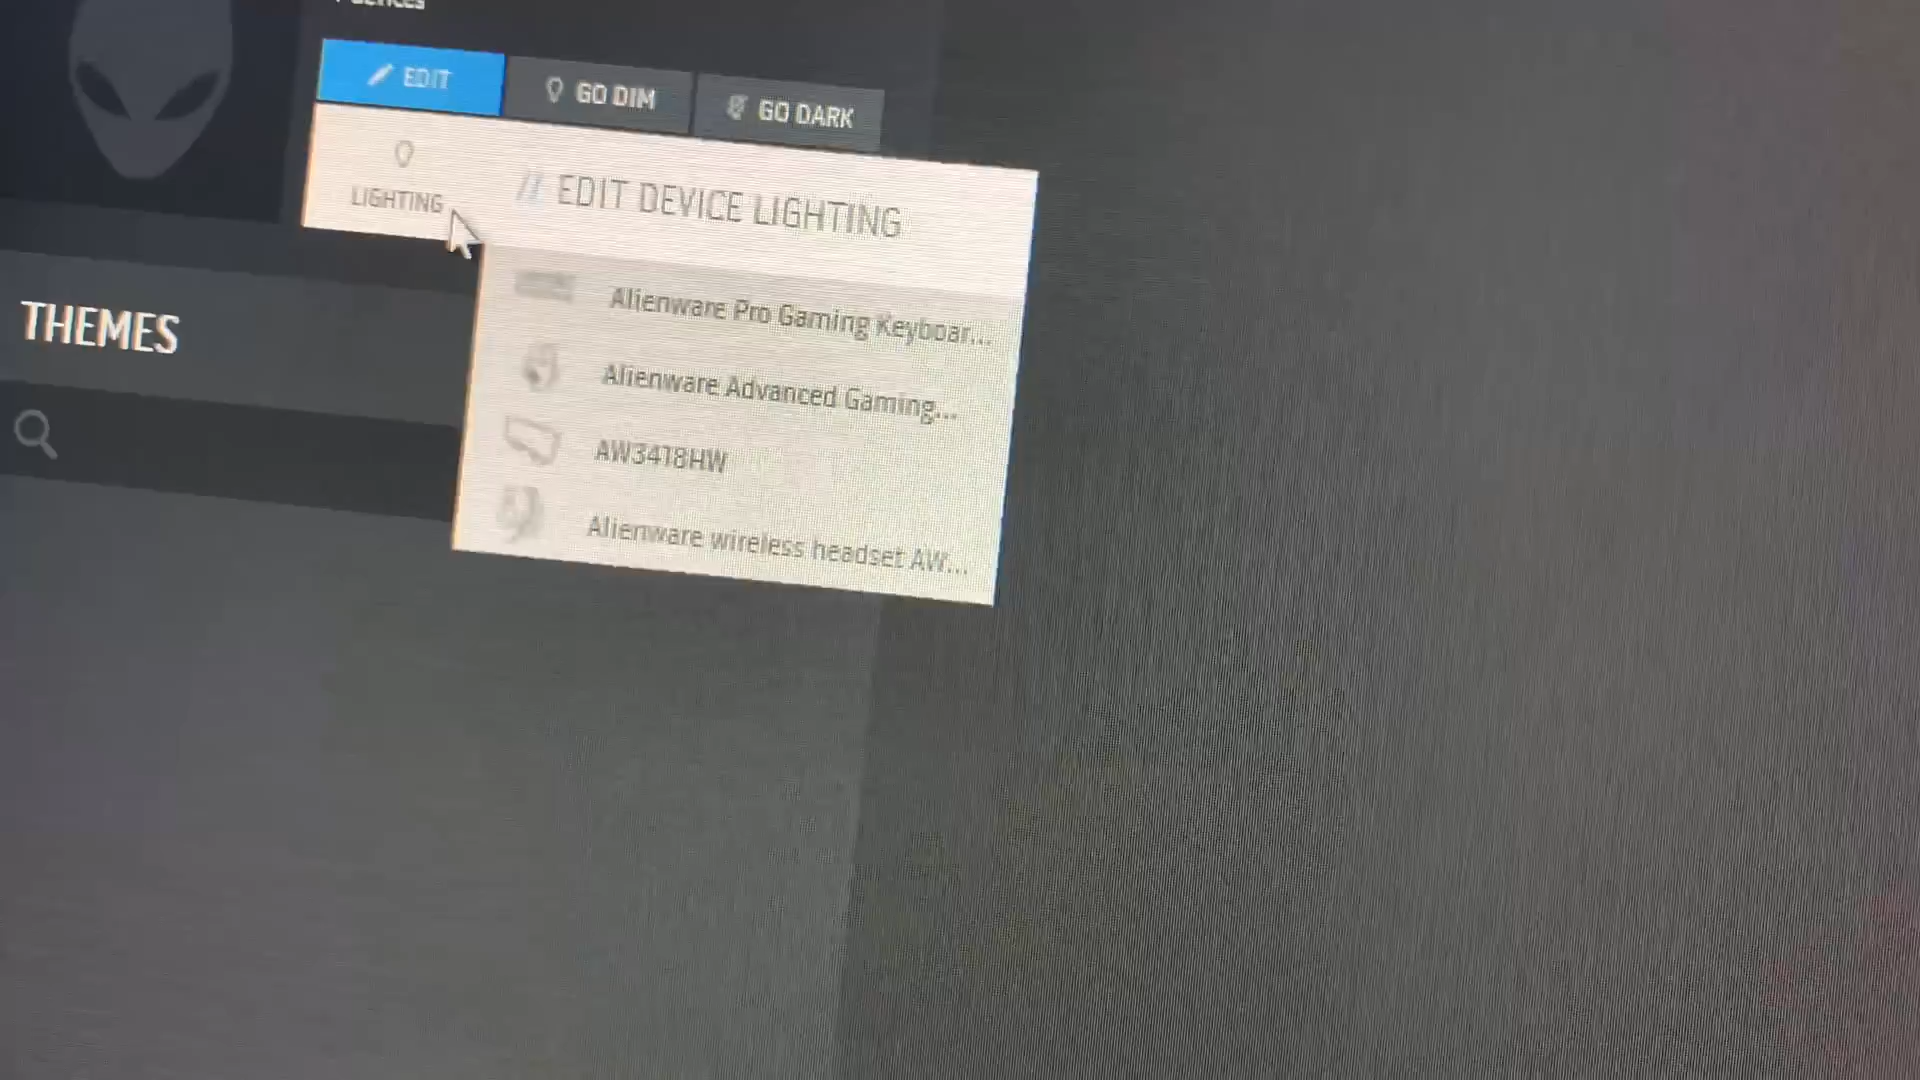 EDIT
GO DIM
GO DARK
LIGHTING
// EDIT DEVICE LIGHTING
Alienware Pro Gaming Keyboar...
Alienware Advanced Gaming...
AW3418HW
Alienware wireless headset AW...
THEMES